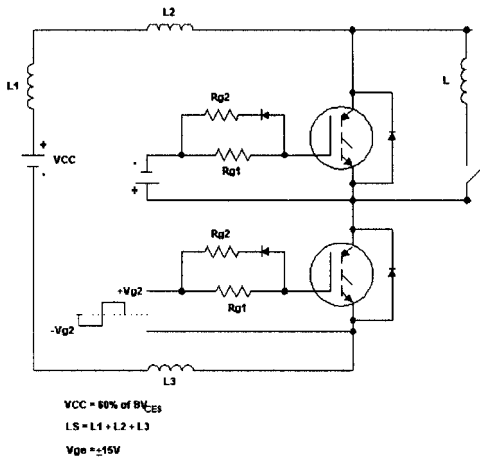 L2
L1
Rg2
L
+
VCC
-
-
+
Rg1
Rg2
+Vg2
Rg1
-Vg2
L3
VCC = 60% of BVCES
LS = L1 + L2 + L3
Vge = ±15V